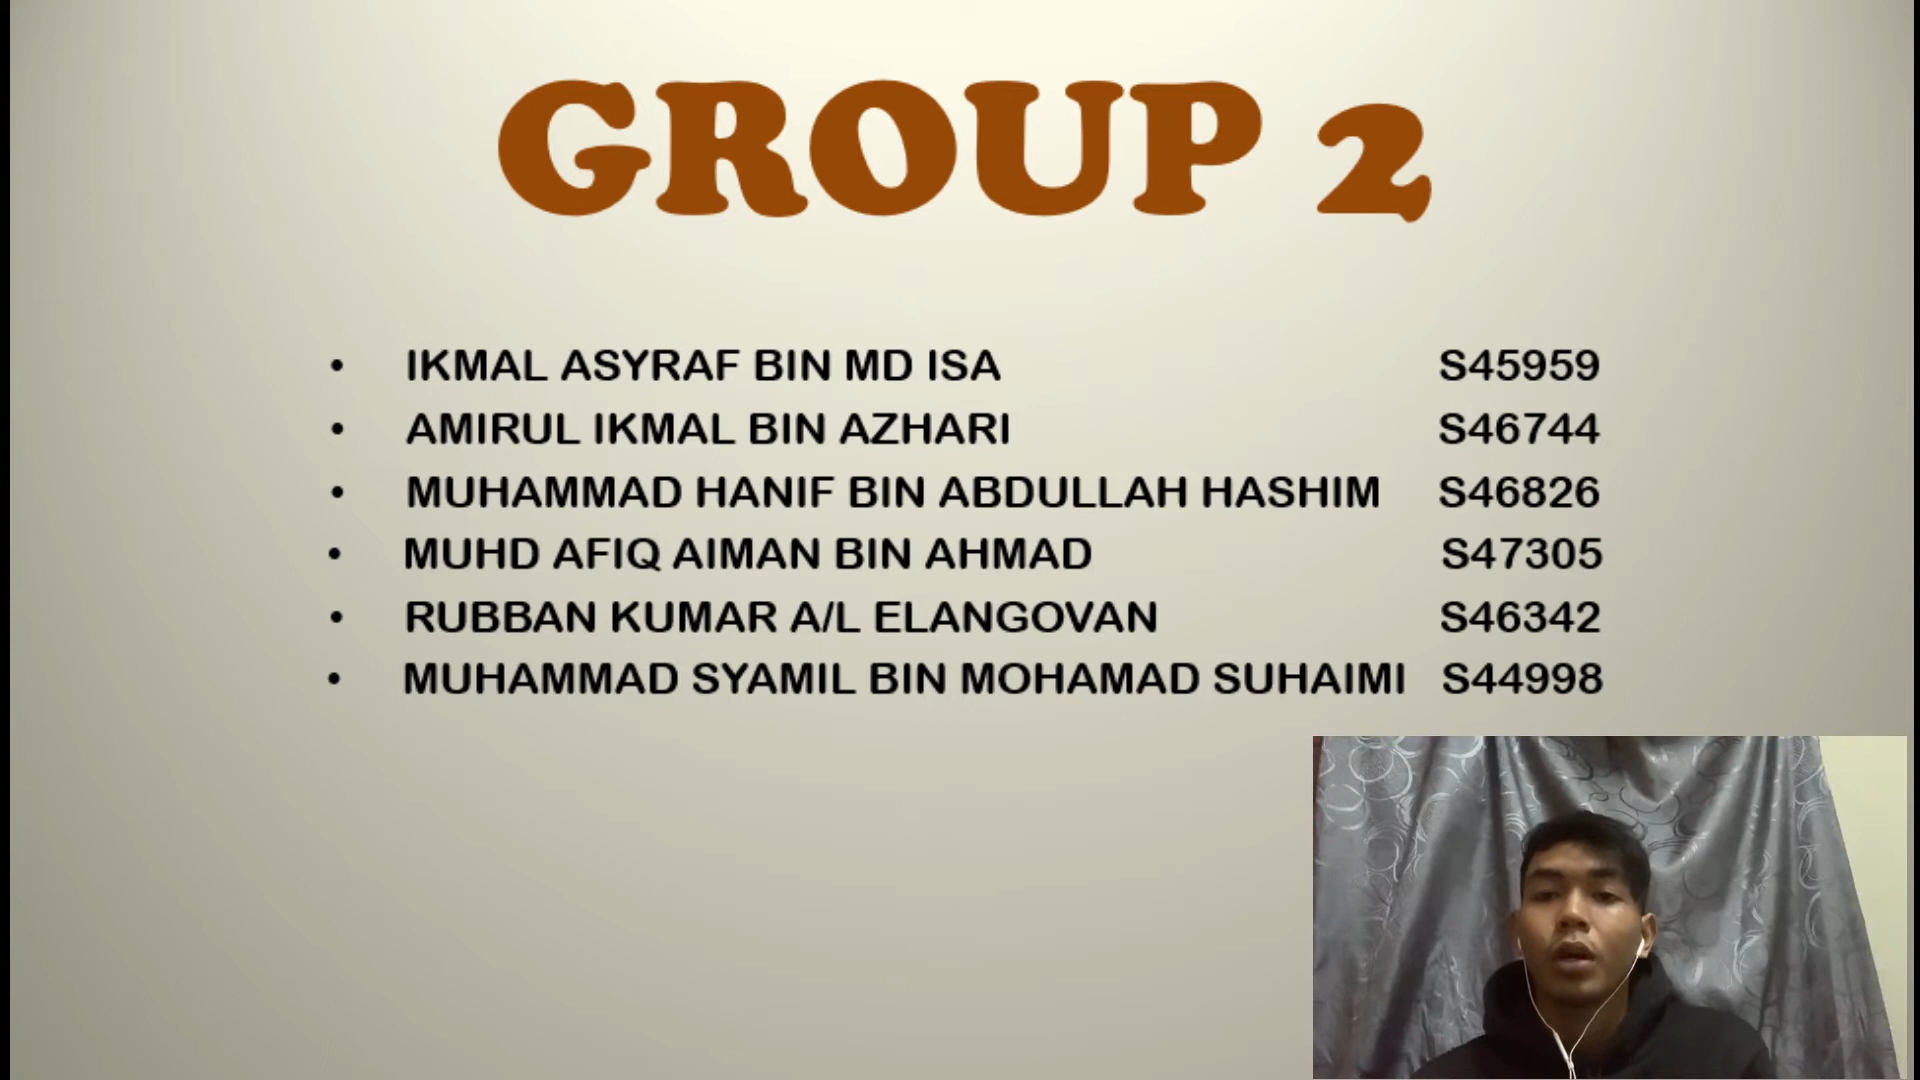 GROUP 2
• IKMAL ASYRAF BIN MD ISA S45959
• AMIRUL IKMAL BIN AZHARI S46744
• MUHAMMAD HANIF BIN ABDULLAH HASHIM S46826
• MUHD AFIQ AIMAN BIN AHMAD S47305
• RUBBAN KUMAR A/L ELANGOVAN S46342
• MUHAMMAD SYAMIL BIN MOHAMAD SUHAIMI S44998